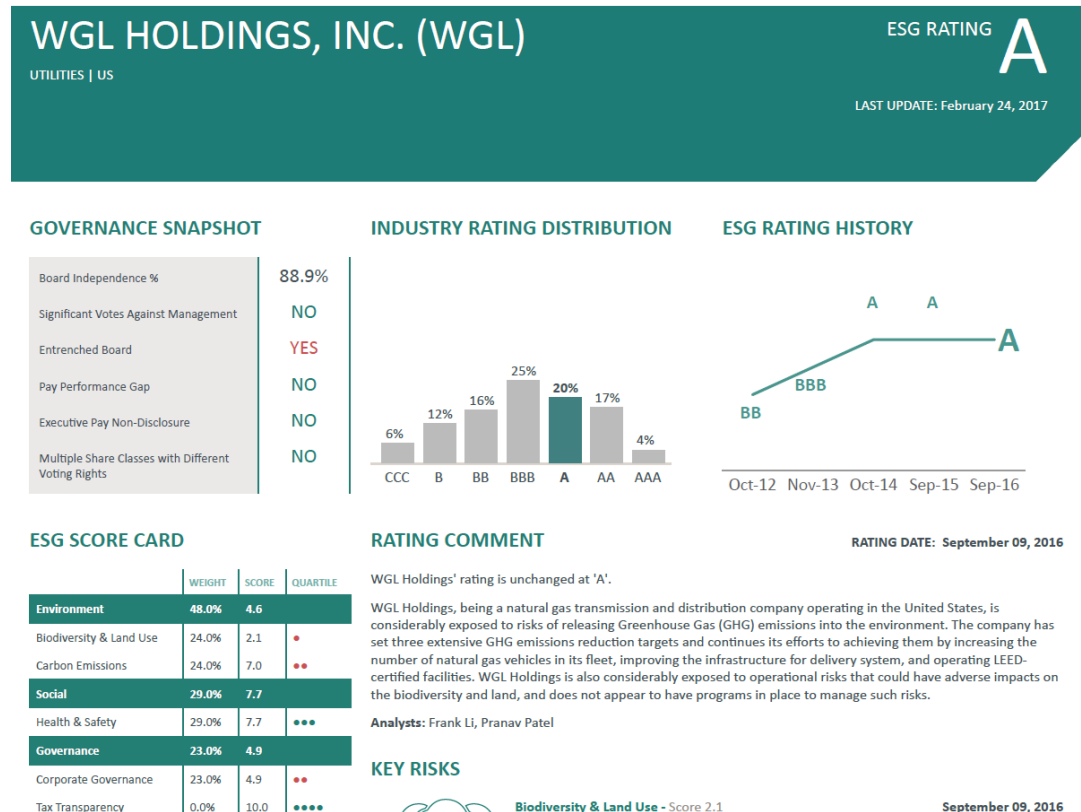 WGL HOLDINGS, INC. (WGL)
UTILITIES | US
ESG RATING A
LAST UPDATE: February 24, 2017
GOVERNANCE SNAPSHOT
Board Independence % 88.9%
Significant Votes Against Management NO
Entrenched Board YES
Pay Performance Gap NO
Executive Pay Non-Disclosure NO
Multiple Share Classes with Different
Voting Rights NO
INDUSTRY RATING DISTRIBUTION
6% 12% 16% 25% 20% 17% 4%
CCC B BB BBB A AA AAA
ESG RATING HISTORY
BB BBB A A A
Oct-12 Nov-13 Oct-14 Sep-15 Sep-16
ESG SCORE CARD
WEIGHT SCORE QUARTILE
Environment 48.0% 4.6
Biodiversity & Land Use 24.0% 2.1 •
Carbon Emissions 24.0% 7.0 ••
Social 29.0% 7.7
Health & Safety 29.0% 7.7 •••
Governance 23.0% 4.9
Corporate Governance 23.0% 4.9 ••
Tax Transparency 0.0% 10.0 ••••
RATING COMMENT
RATING DATE: September 09, 2016
WGL Holdings' rating is unchanged at 'A'.
WGL Holdings, being a natural gas transmission and distribution company operating in the United States, is
considerably exposed to risks of releasing Greenhouse Gas (GHG) emissions into the environment. The company has
set three extensive GHG emissions reduction targets and continues its efforts to achieving them by increasing the
number of natural gas vehicles in its fleet, improving the infrastructure for delivery system, and operating LEED-
certified facilities. WGL Holdings is also considerably exposed to operational risks that could have adverse impacts on
the biodiversity and land, and does not appear to have programs in place to manage such risks.
Analysts: Frank Li, Pranav Patel
KEY RISKS
Biodiversity & Land Use - Score 2.1
September 09, 2016